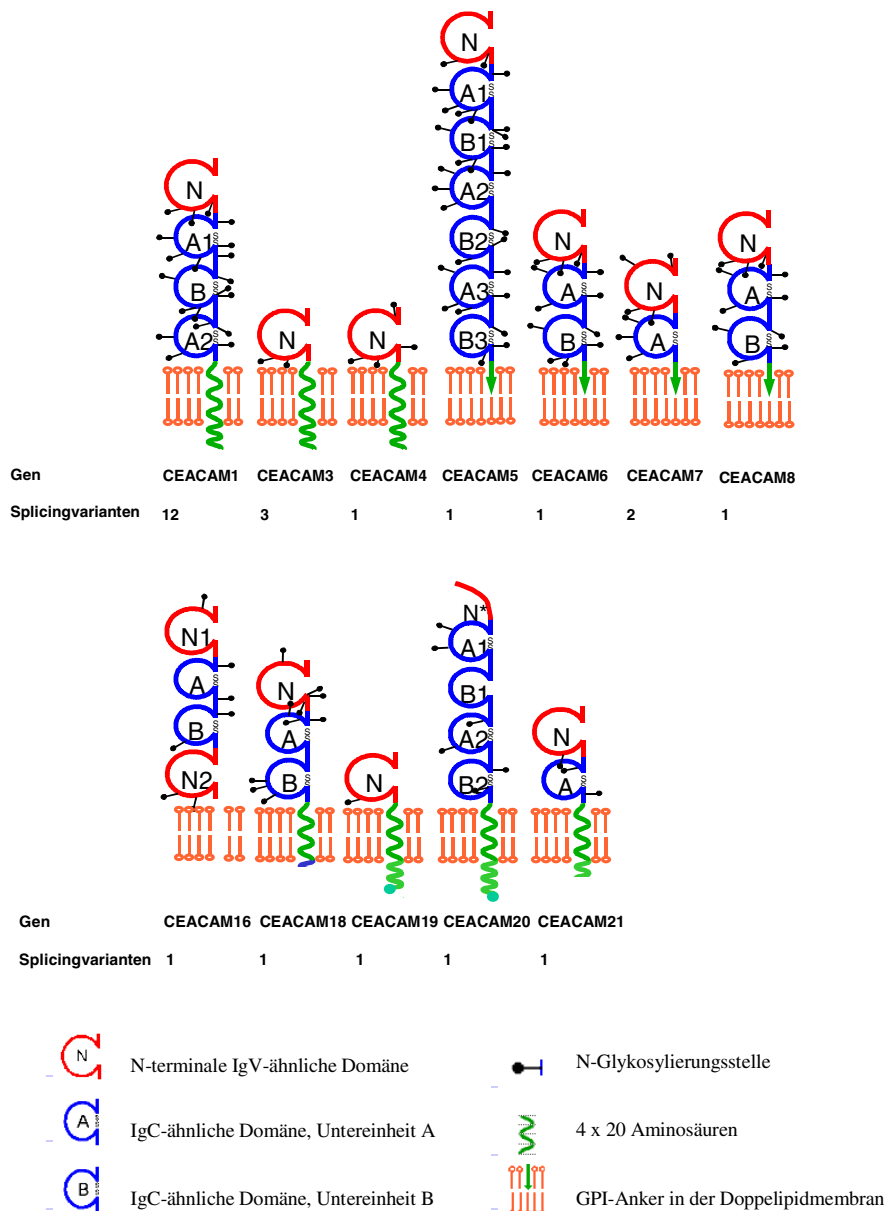 N
A1
B
A2
N
N
N
A1
B1
A2
B2
A3
B3
N
A
B
N
A
N
A
B
Gen CEACAM1 CEACAM3 CEACAM4 CEACAM5 CEACAM6 CEACAM7 CEACAM8
Splicingvarianten 12 3 1 1 1 2 1
N1
A
B
N2
N
A
B
N
N*
A1
B1
A2
B2
N
A
Gen CEACAM16 CEACAM18 CEACAM19 CEACAM20 CEACAM21
Splicingvarianten 1 1 1 1 1
N N-terminale IgV-ähnliche Domäne
N-Glykosylierungsstelle
A IgC-ähnliche Domäne, Untereinheit A
4 x 20 Aminosäuren
B IgC-ähnliche Domäne, Untereinheit B
GPI-Anker in der Doppelipidmembran